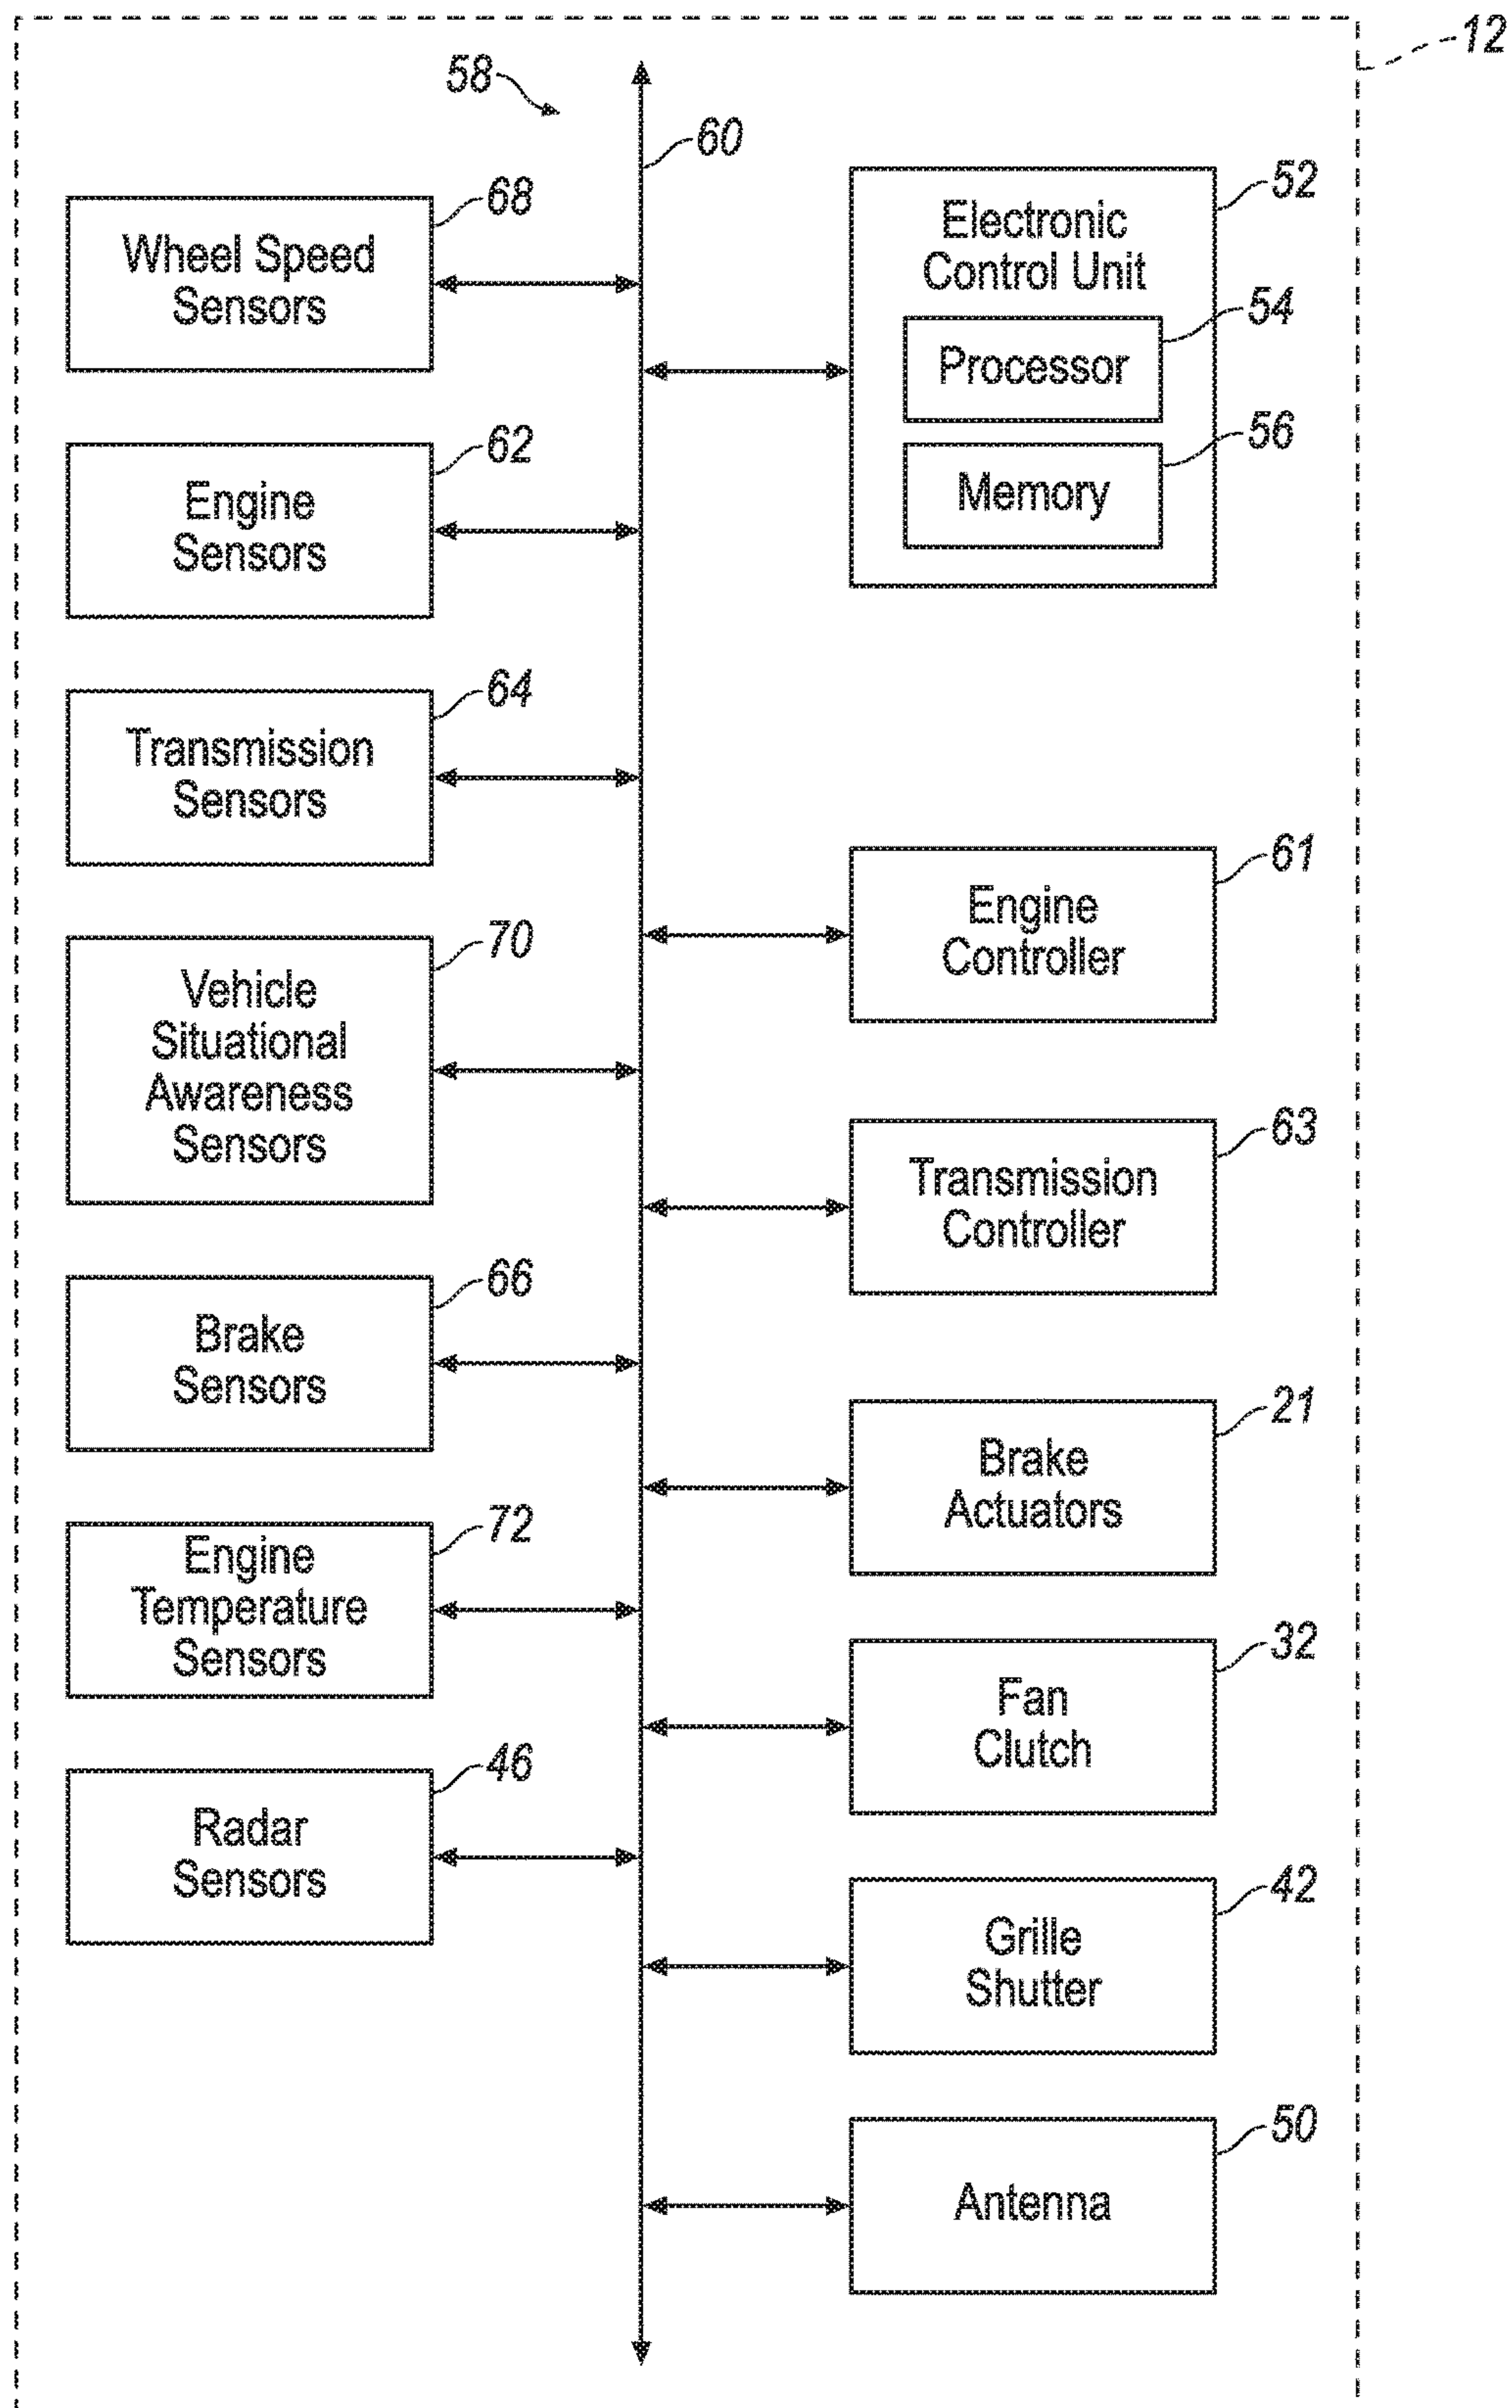 12
58
60
68
Wheel Speed
Sensors
52
Electronic
Control Unit
54
Processor
56
Memory
62
Engine
Sensors
64
Transmission
Sensors
61
Engine
Controller
70
Vehicle
Situational
Awareness
Sensors
63
Transmission
Controller
66
Brake
Sensors
21
Brake
Actuators
72
Engine
Temperature
Sensors
32
Fan
Clutch
46
Radar
Sensors
42
Grille
Shutter
50
Antenna